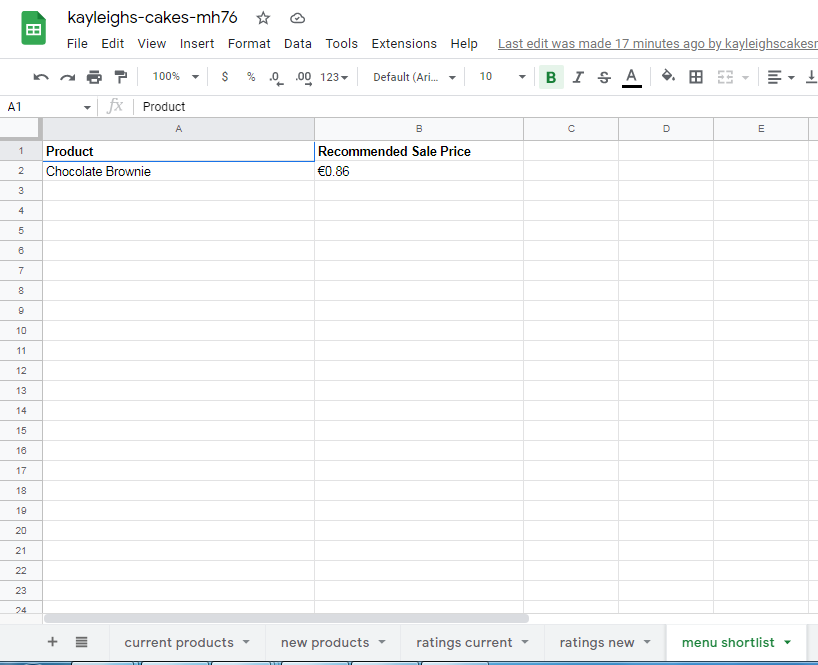 kayleighs-cakes-mh76
File Edit View Insert Format Data Tools Extensions Help Last edit was made 17 minutes ago by kayleighscakesr
100% $ % .0 .00 123 Default (Ari... 10 B I S A
A1 fx Product
A B C D E
1 Product Recommended Sale Price
2 Chocolate Brownie €0.86
3
4
5
6
7
8
9
10
11
12
13
14
15
16
17
18
19
20
21
22
23
24
+ current products new products ratings current ratings new menu shortlist